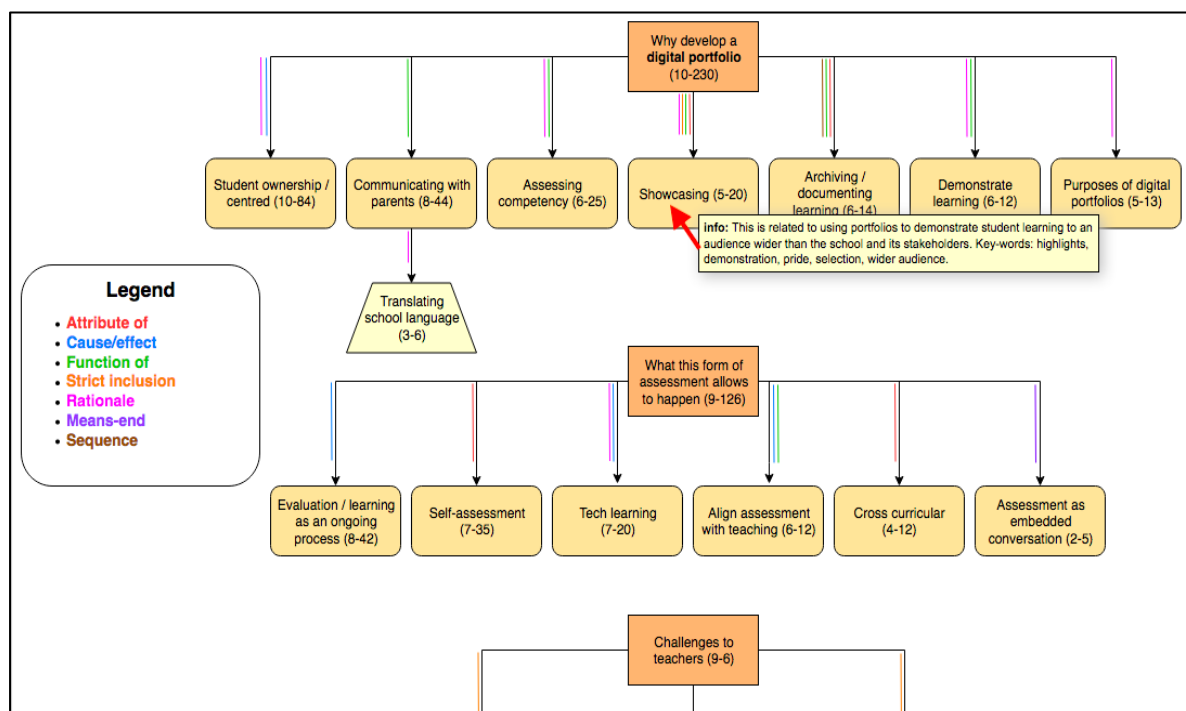 Why develop a
digital portfolio
(10-230)
Student ownership /
centred (10-84)
Communicating with
parents (8-44)
Assessing
competency (6-25)
Showcasing (5-20)
Archiving /
documenting
learning (6-14)
Demonstrate
learning (6-12)
Purposes of digital
portfolios (5-13)
info: This is related to using portfolios to demonstrate student learning to an
audience wider than the school and its stakeholders. Key-words: highlights,
demonstration, pride, selection, wider audience.
Legend
• Attribute of
• Cause/effect
• Function of
• Strict inclusion
• Rationale
• Means-end
• Sequence
Translating
school language
(3-6)
What this form of
assessment allows
to happen (9-126)
Evaluation / learning
as an ongoing
process (8-42)
Self-assessment
(7-35)
Tech learning
(7-20)
Align assessment
with teaching (6-12)
Cross curricular
(4-12)
Assessment as
embedded
conversation (2-5)
Challenges to
teachers (9-6)